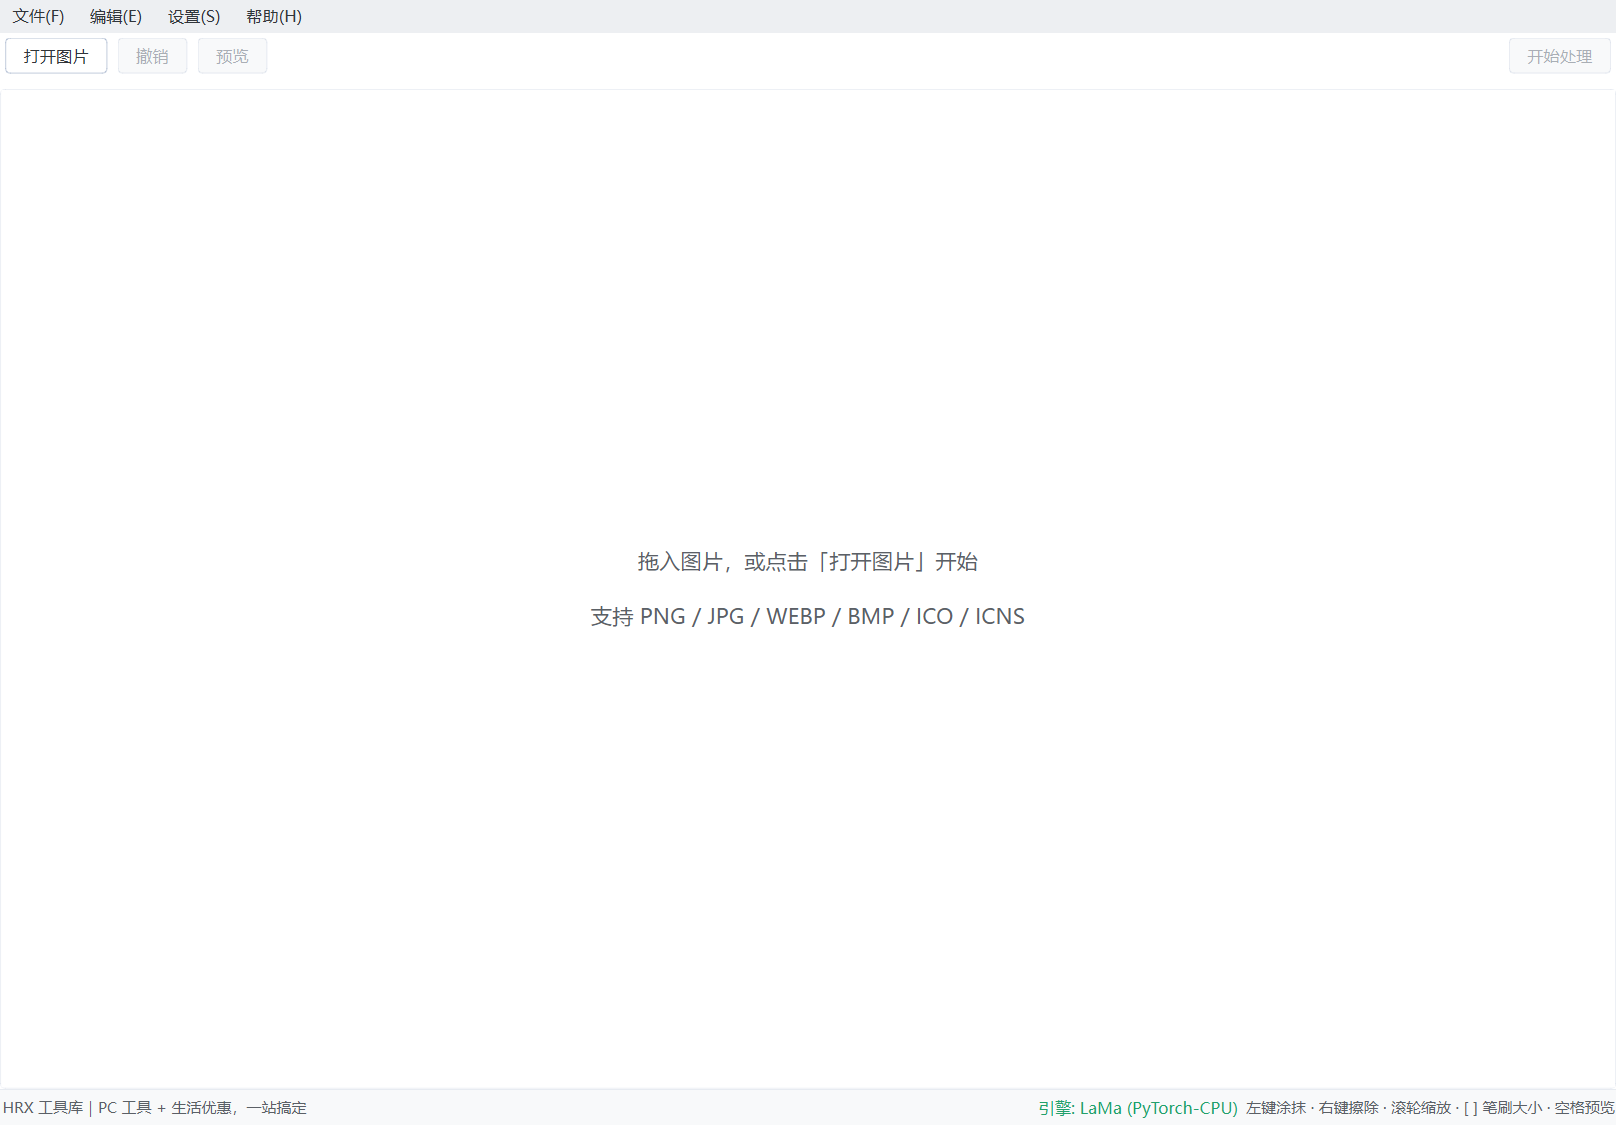 文件(F) 编辑(E) 设置(S) 帮助(H)
打开图片 撤销 预览 开始处理
拖入图片，或点击「打开图片」开始
支持 PNG / JPG / WEBP / BMP / ICO / ICNS
HRX 工具库 | PC 工具 + 生活优惠，一站搞定 引擎: LaMa (PyTorch-CPU) 左键涂抹 · 右键擦除 · 滚轮缩放 · [ ] 笔刷大小 · 空格预览